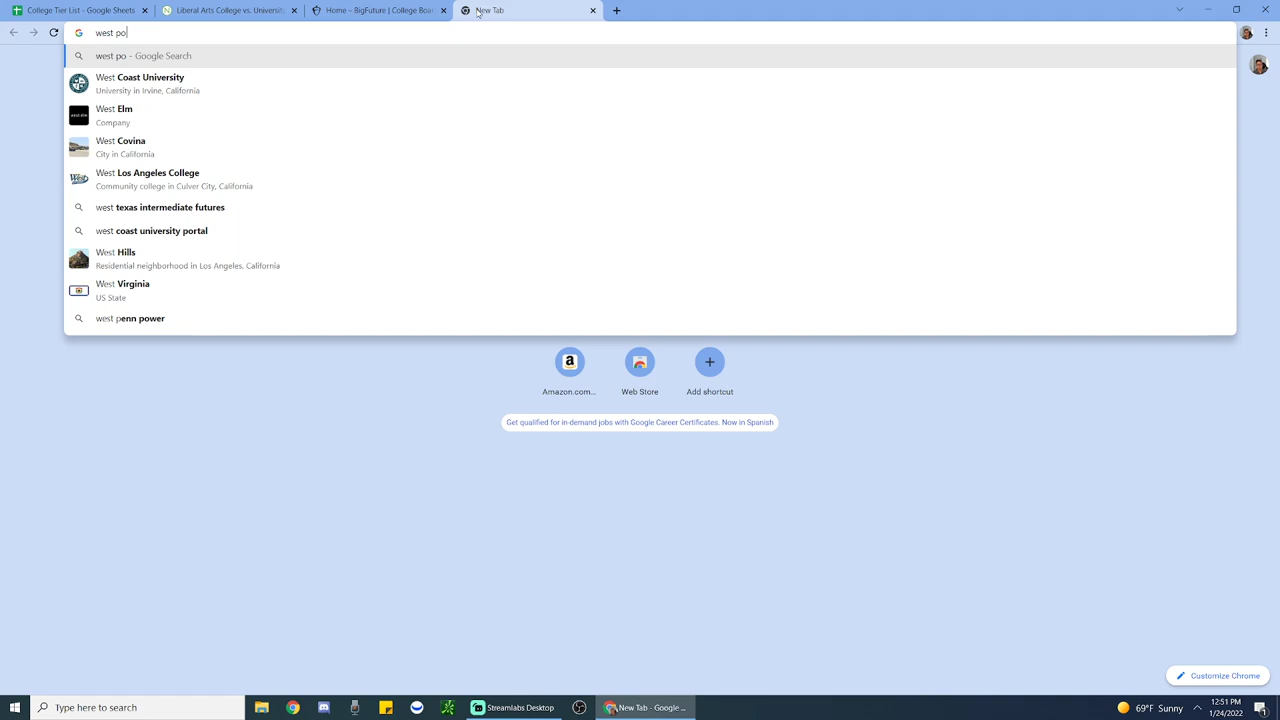 College Tier List - Google Sheets
Liberal Arts College vs. Universit
Home – BigFuture | College Boar
New Tab
west po
west po - Google Search
West Coast University
University in Irvine, California
West Elm
Company
West Covina
City in California
West Los Angeles College
Community college in Culver City, California
west texas intermediate futures
west coast university portal
West Hills
Residential neighborhood in Los Angeles, California
West Virginia
US State
west penn power
Amazon.com...
Web Store
Add shortcut
Get qualified for in-demand jobs with Google Career Certificates. Now in Spanish
Customize Chrome
Type here to search
Streamlabs Desktop
New Tab - Google ...
69°F Sunny
12:51 PM
1/24/2022